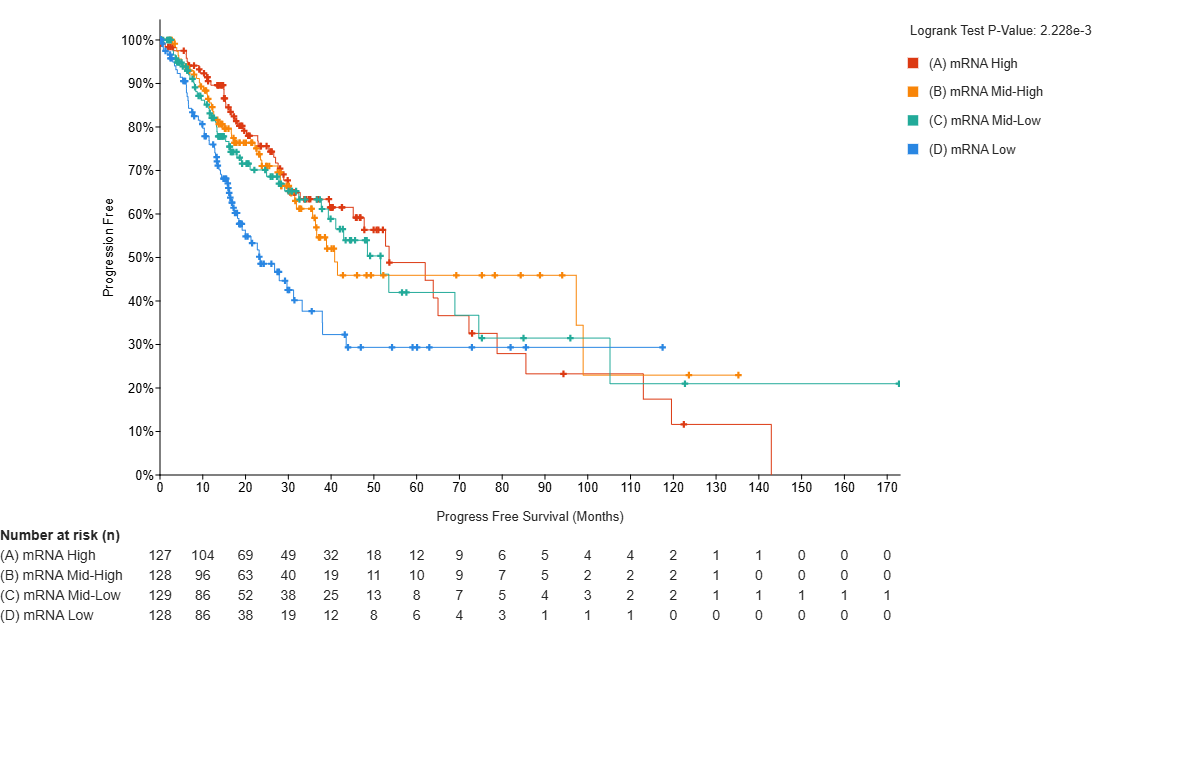 Logrank Test P-Value: 2.228e-3
(A) mRNA High
(B) mRNA Mid-High
(C) mRNA Mid-Low
(D) mRNA Low
Progression Free
100%
90%
80%
70%
60%
50%
40%
30%
20%
10%
0%
0 10 20 30 40 50 60 70 80 90 100 110 120 130 140 150 160 170
Progress Free Survival (Months)
Number at risk (n)
(A) mRNA High 127 104 69 49 32 18 12 9 6 5 4 4 2 1 1 0 0 0
(B) mRNA Mid-High 128 96 63 40 19 11 10 9 7 5 2 2 2 1 0 0 0 0
(C) mRNA Mid-Low 129 86 52 38 25 13 8 7 5 4 3 2 2 1 1 1 1 1
(D) mRNA Low 128 86 38 19 12 8 6 4 3 1 1 1 0 0 0 0 0 0